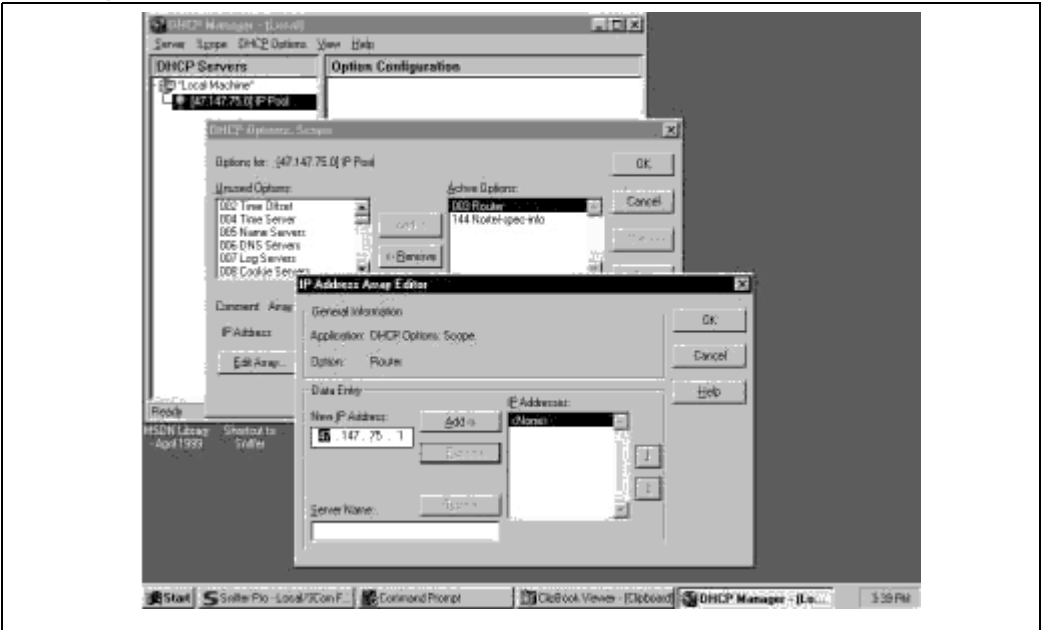 DHCP Manager - (Local)
Server Scope DHCP Options View Help
DHCP Servers
Option Configuration
"Local Machine"
[47.147.75.0] IP Pool
DHCP Options: Scope
Options for: [47.147.75.0] IP Pool
OK
Unused Options:
Active Options:
Cancel
002 Time Offset
004 Time Server
005 Name Servers
006 DNS Servers
007 Log Servers
008 Cookie Servers
003 Router
144 Nortel-spec-info
<- Remove
Comment Array
IP Address
Edit Array...
IP Address Array Editor
General Information
Application: DHCP Options: Scope
Option: Router
OK
Cancel
Help
Data Entry
New IP Address:
47 . 147 . 75 . 1
Add ->
IP Addresses:
<None>
Server Name:
Ready
MSDN Library - April 1999
Shortcut to Sniffer
Start
Sniffer Pro - Local/3Com F...
Command Prompt
ClipBook Viewer - [Clipboard]
DHCP Manager - (Lo...
3:39 PM